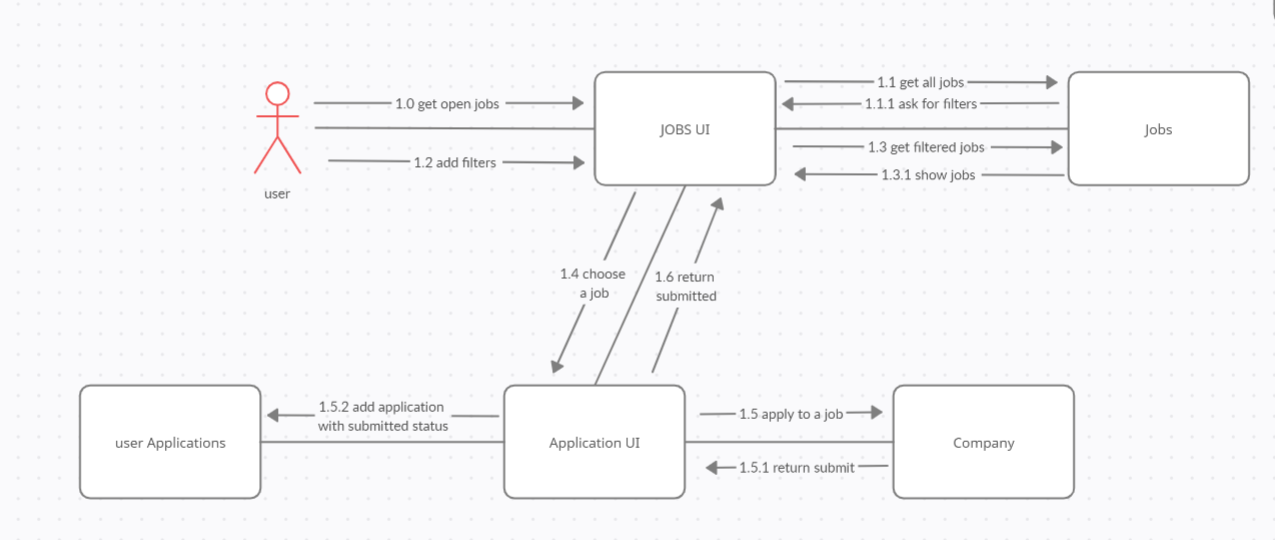 1.1 get all jobs
1.0 get open jobs
1.1.1 ask for filters
JOBS UI
Jobs
1.3 get filtered jobs
1.2 add filters
1.3.1 show jobs
user
1.4 choose
a job
1.6 return
submitted
1.5.2 add application
with submitted status
1.5 apply to a job
user Applications
Application UI
Company
1.5.1 return submit